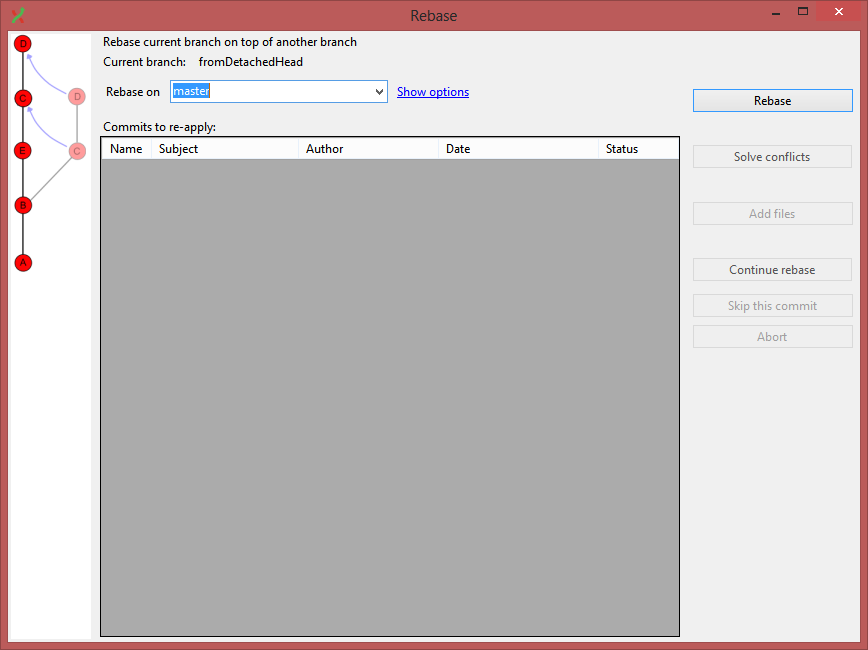 Rebase
Rebase current branch on top of another branch
Current branch: fromDetachedHead
Rebase on master Show options
Rebase
Commits to re-apply:
Name Subject Author Date Status
Solve conflicts
Add files
Continue rebase
Skip this commit
Abort
D
C D
E C
B
A